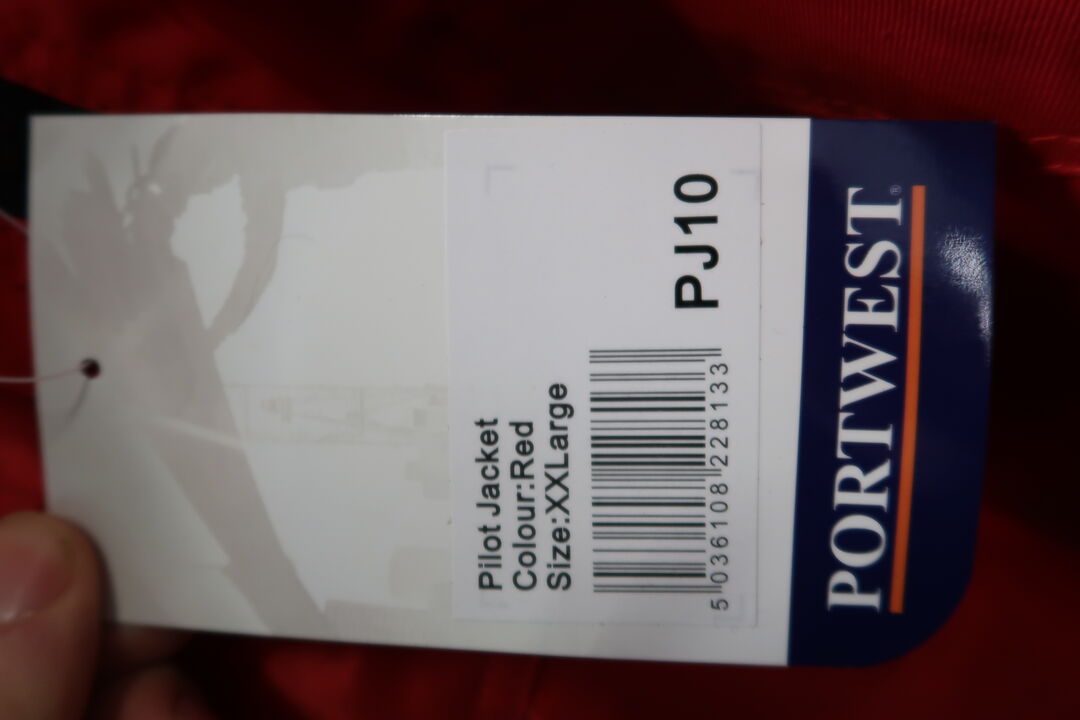 Pilot Jacket
Colour:Red
Size:XXLarge
5 036108 228133
PJ10
PORTWEST®